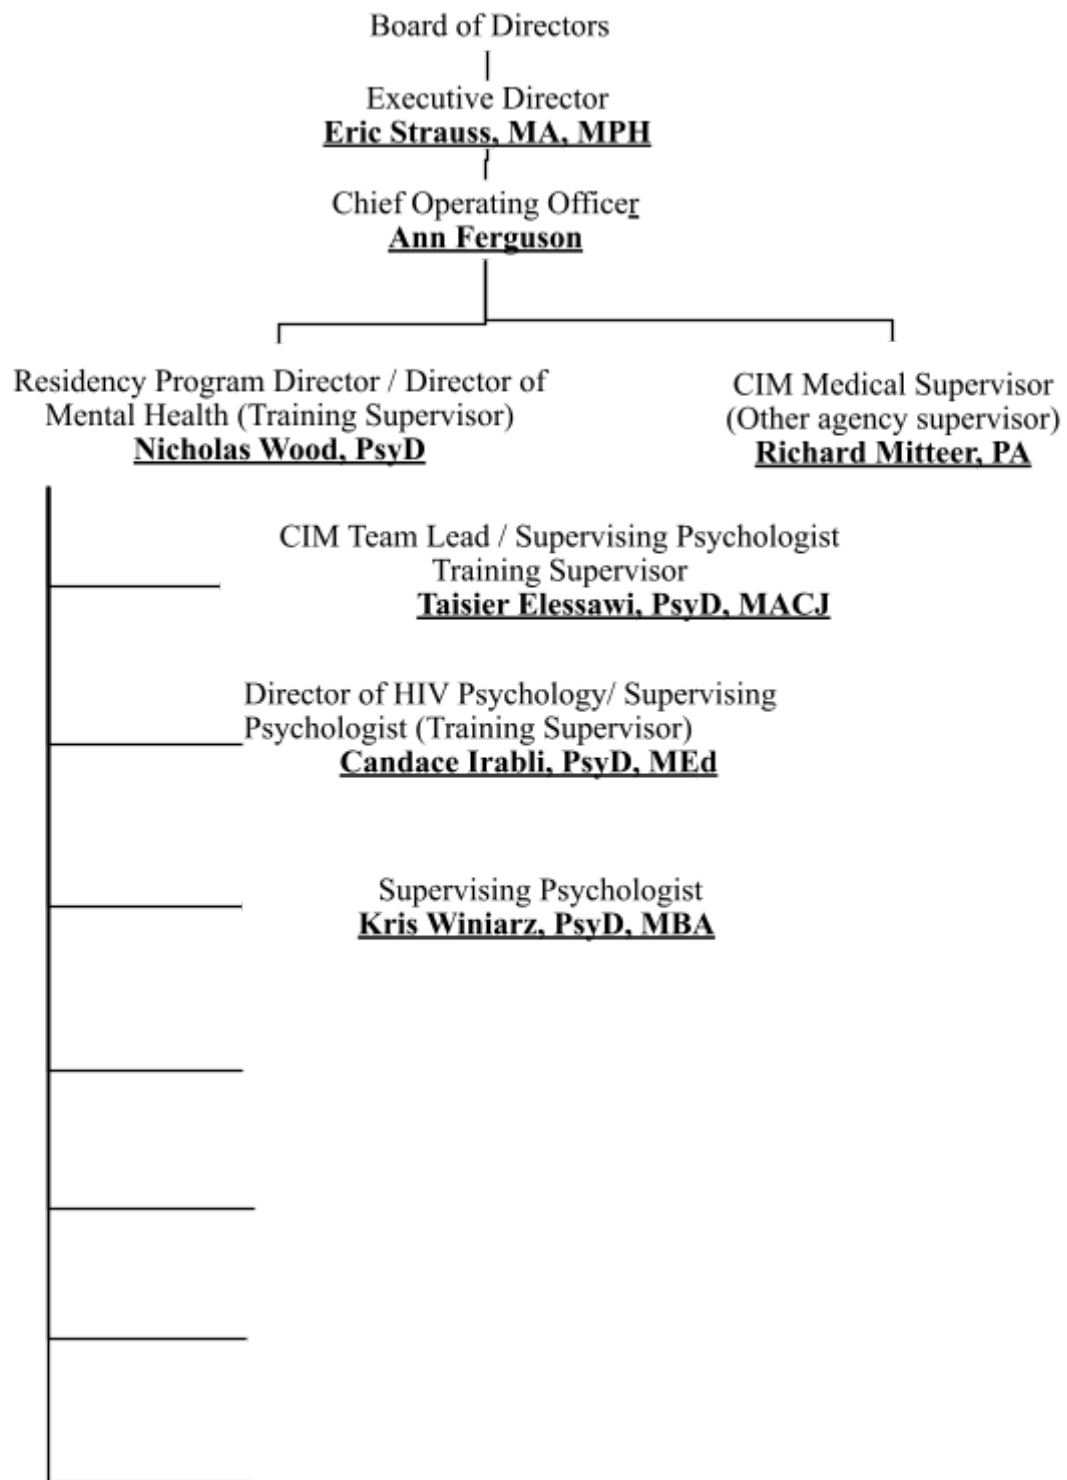 Board of Directors
Executive Director
Eric Strauss, MA, MPH
Chief Operating Officer
Ann Ferguson
Residency Program Director / Director of
Mental Health (Training Supervisor)
Nicholas Wood, PsyD
CIM Medical Supervisor
(Other agency supervisor)
Richard Mitteer, PA
CIM Team Lead / Supervising Psychologist
Training Supervisor
Taisier Elessawi, PsyD, MACJ
Director of HIV Psychology/ Supervising
Psychologist (Training Supervisor)
Candace Irabli, PsyD, MEd
Supervising Psychologist
Kris Winiarz, PsyD, MBA